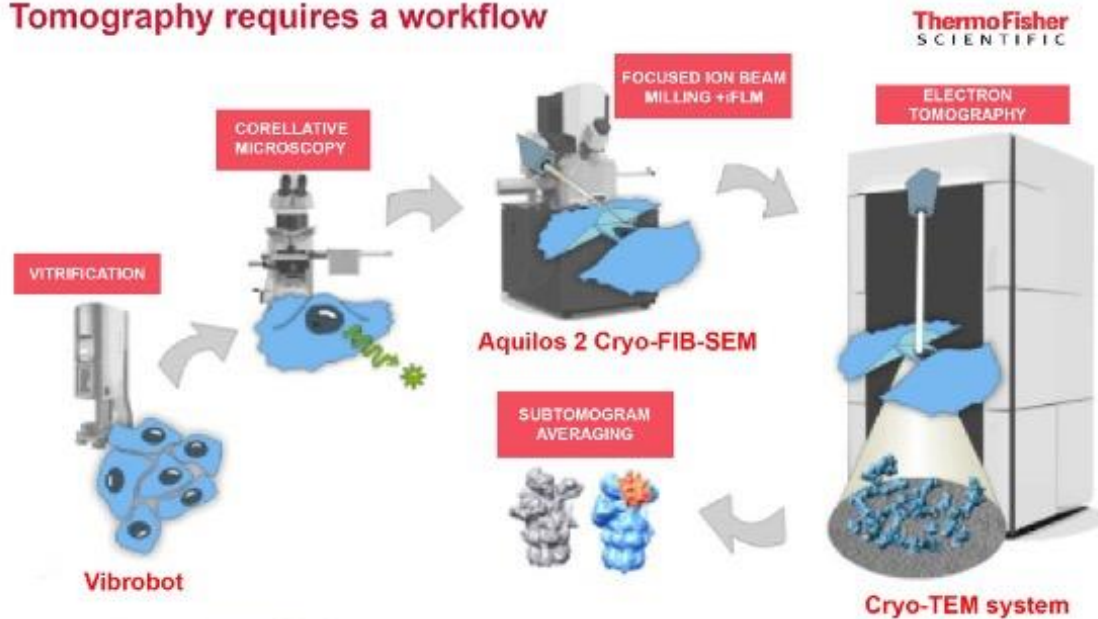 Tomography requires a workflow
ThermoFisher
SCIENTIFIC
VITRIFICATION
Vibrobot
CORELLATIVE
MICROSCOPY
FOCUSED ION BEAM
MILLING +iFLM
Aquilos 2 Cryo-FIB-SEM
ELECTRON
TOMOGRAPHY
Cryo-TEM system
SUBTOMOGRAM
AVERAGING